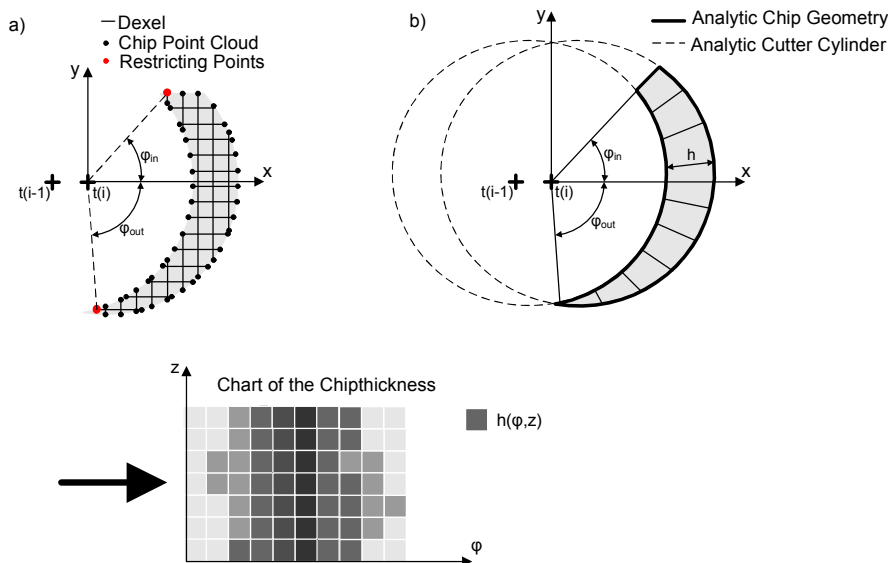 a)
Dexel
Chip Point Cloud
Restricting Points
y
x
φin
t(i-1)
t(i)
φout
b)
Analytic Chip Geometry
Analytic Cutter Cylinder
y
x
h
φin
t(i-1)
t(i)
φout
z
Chart of the Chipthickness
h(φ,z)
φ